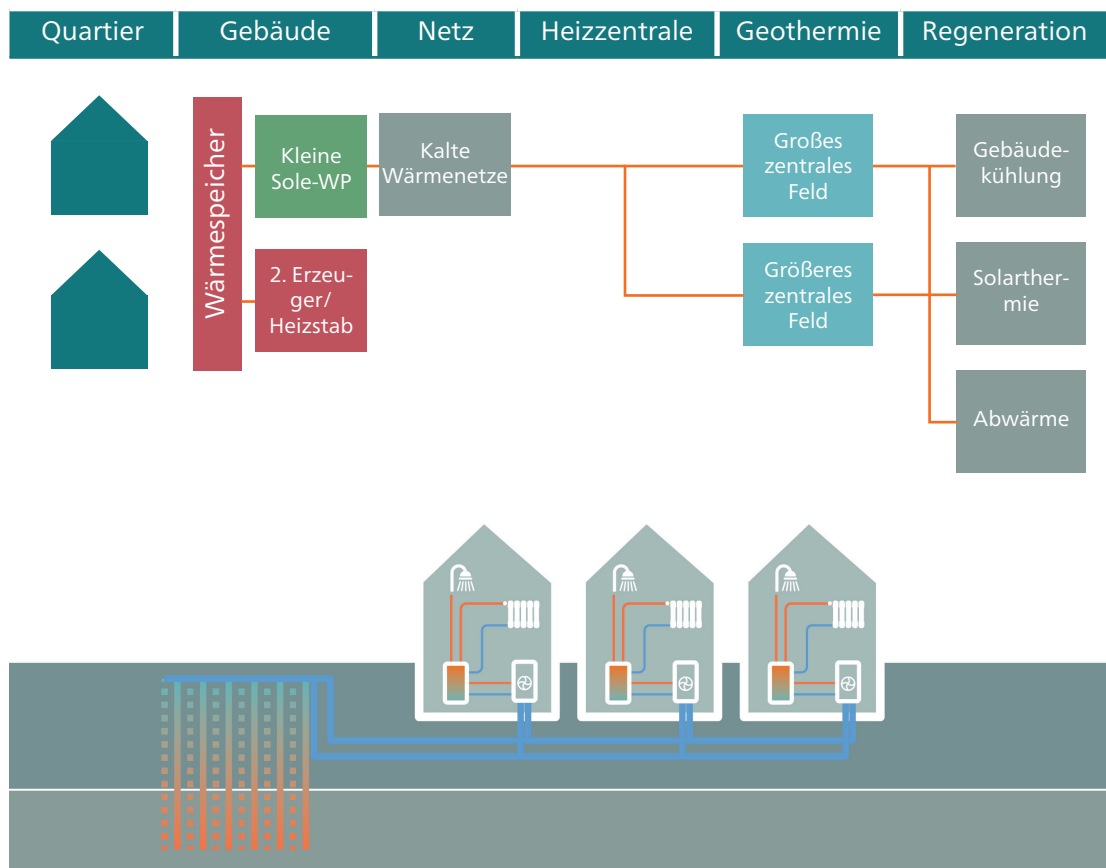 Quartier
Gebäude
Netz
Heizzentrale
Geothermie
Regeneration
Wärmespeicher
Kleine
Sole-WP
2. Erzeu-
ger/
Heizstab
Kalte
Wärmenetze
Großes
zentrales
Feld
Größeres
zentrales
Feld
Gebäude-
kühlung
Solarther-
mie
Abwärme